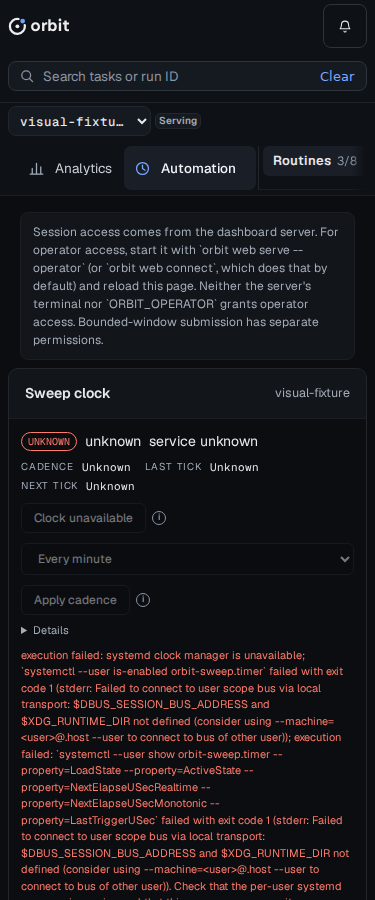 orbit
Search tasks or run ID
Clear
visual-fixtu…
Serving
Analytics
Automation
Routines 3/8
Session access comes from the dashboard server. For
operator access, start it with `orbit web serve --
operator` (or `orbit web connect`, which does that by
default) and reload this page. Neither the server's
terminal nor `ORBIT_OPERATOR` grants operator
access. Bounded-window submission has separate
permissions.
Sweep clock
visual-fixture
UNKNOWN unknown service unknown
CADENCE Unknown LAST TICK Unknown
NEXT TICK Unknown
Clock unavailable
Every minute
Apply cadence
Details
execution failed: systemd clock manager is unavailable;
`systemctl --user is-enabled orbit-sweep.timer` failed with exit
code 1 (stderr: Failed to connect to user scope bus via local
transport: $DBUS_SESSION_BUS_ADDRESS and
$XDG_RUNTIME_DIR not defined (consider using --machine=
<user>@.host --user to connect to bus of other user)); execution
failed: `systemctl --user show orbit-sweep.timer --
property=LoadState --property=ActiveState --
property=NextElapseUSecRealtime --
property=NextElapseUSecMonotonic --
property=LastTriggerUSec` failed with exit code 1 (stderr: Failed
to connect to user scope bus via local transport:
$DBUS_SESSION_BUS_ADDRESS and $XDG_RUNTIME_DIR not
defined (consider using --machine=<user>@.host --user to
connect to bus of other user)). Check that the per-user systemd